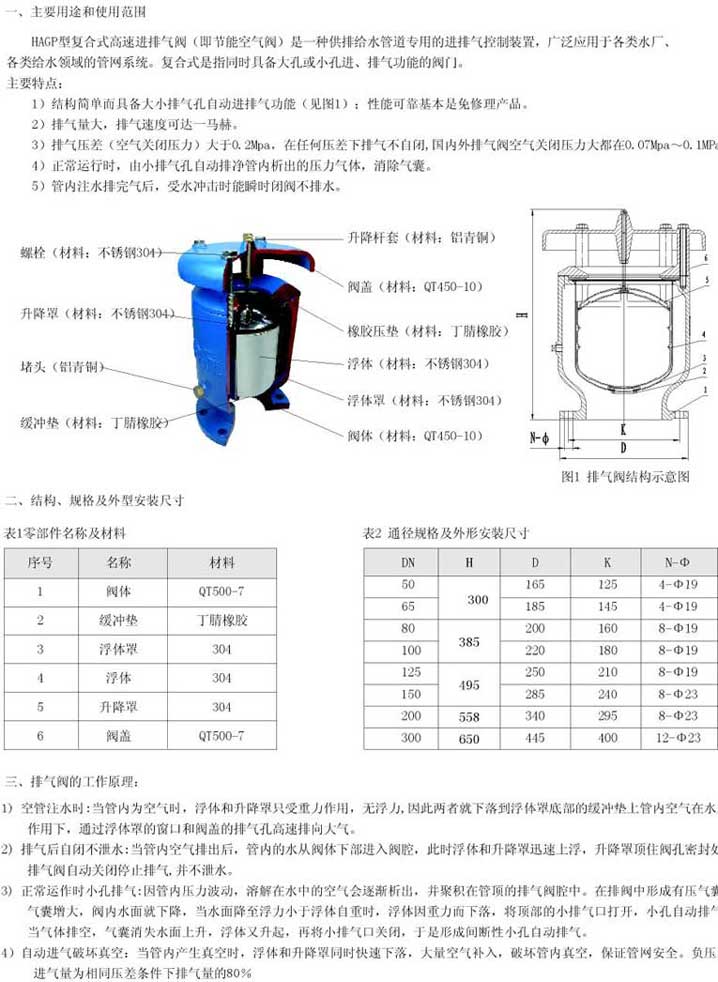 一、主要用途和使用范围
HAGP型复合式高速进排气阀（即节能空气阀）是一种供排给水管道专用的进排气控制装置，广泛应用于各类水厂、
各类给水领域的管网系统。复合式是指同时具备大孔或小孔进、排气功能的阀门。
主要特点：
1）结构简单而具备大小排气孔自动进排气功能（见图1）；性能可靠基本是免修理产品。
2）排气量大，排气速度可达一马赫。
3）排气压差（空气关闭压力）大于0.2Mpa，在任何压差下排气不自闭,国内外排气阀空气关闭压力大都在0.07Mpa～0.1MPa
4）正常运行时，由小排气孔自动排净管内析出的压力气体，消除气囊。
5）管内注水排完气后，受水冲击时能瞬时闭阀不排水。
螺栓（材料：不锈钢304）
升降罩（材料：不锈钢304）
堵头（铝青铜）
缓冲垫（材料：丁腈橡胶）
升降杆套（材料：铝青铜）
阀盖（材料：QT450-10）
橡胶压垫（材料：丁腈橡胶）
浮体（材料：不锈钢304）
浮体罩（材料：不锈钢304）
阀体（材料：QT450-10）
H
6
5
4
3
2
1
N-φ
K
D
图1 排气阀结构示意图
二、结构、规格及外型安装尺寸
表1零部件名称及材料
序号 名称 材料
1 阀体 QT500-7
2 缓冲垫 丁腈橡胶
3 浮体罩 304
4 浮体 304
5 升降罩 304
6 阀盖 QT500-7
表2 通径规格及外形安装尺寸
DN H D K N-Φ
50 300 165 125 4-Φ19
65 185 145 4-Φ19
80 385 200 160 8-Φ19
100 220 180 8-Φ19
125 495 250 210 8-Φ19
150 285 240 8-Φ23
200 558 340 295 8-Φ23
300 650 445 400 12-Φ23
三、排气阀的工作原理：
1）空管注水时:当管内为空气时，浮体和升降罩只受重力作用，无浮力,因此两者就下落到浮体罩底部的缓冲垫上管内空气在水
作用下，通过浮体罩的窗口和阀盖的排气孔高速排向大气。
2）排气后自闭不泄水:当管内空气排出后，管内的水从阀体下部进入阀腔，此时浮体和升降罩迅速上浮，升降罩顶住阀孔密封处
排气阀自动关闭停止排气,并不泄水。
3）正常运作时小孔排气:因管内压力波动，溶解在水中的空气会逐渐析出，并聚积在管顶的排气阀腔中。在排阀中形成有压气囊
气囊增大，阀内水面就下降，当水面降至浮力小于浮体自重时，浮体因重力而下落，将顶部的小排气口打开，小孔自动排气
当气体排空，气囊消失水面上升，浮体又升起，再将小排气口关闭，于是形成间断性小孔自动排气。
4）自动进气破坏真空：当管内产生真空时，浮体和升降罩同时快速下落，大量空气补入，破坏管内真空，保证管网安全。负压
进气量为相同压差条件下排气量的80%